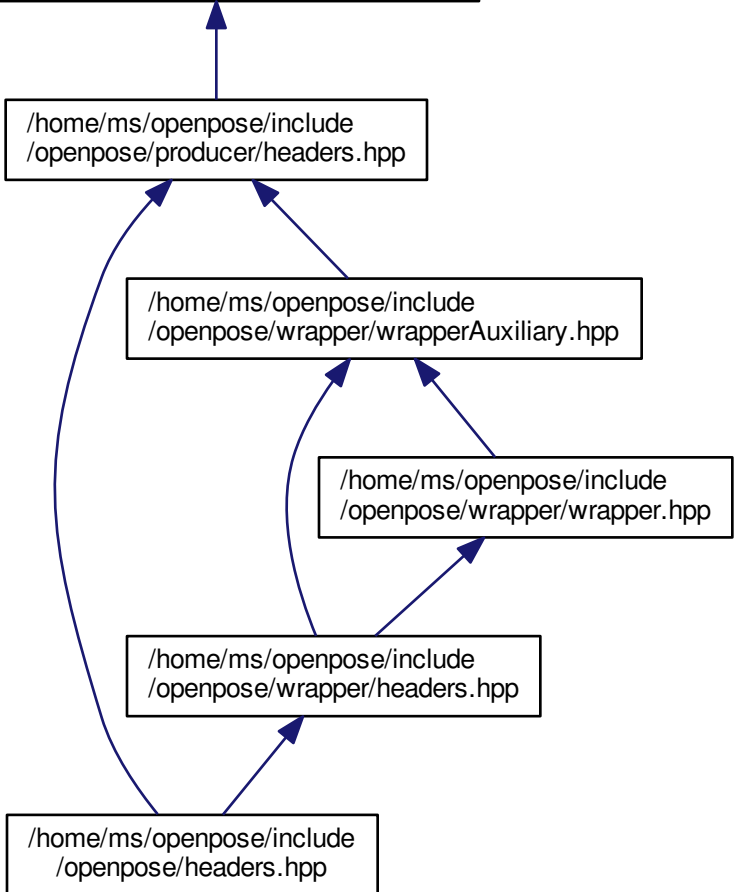 /home/ms/openpose/include
/openpose/producer/headers.hpp
/home/ms/openpose/include
/openpose/wrapper/wrapperAuxiliary.hpp
/home/ms/openpose/include
/openpose/wrapper/wrapper.hpp
/home/ms/openpose/include
/openpose/wrapper/headers.hpp
/home/ms/openpose/include
/openpose/headers.hpp